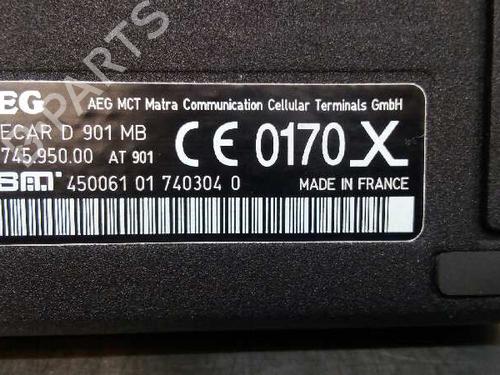 PARTS
EG AEG MCT Matra Communication Cellular Terminals GmbH
ECAR D 901 MB
745.950.00 AT 901
CE 0170 X
450061 01 740304 0 MADE IN FRANCE